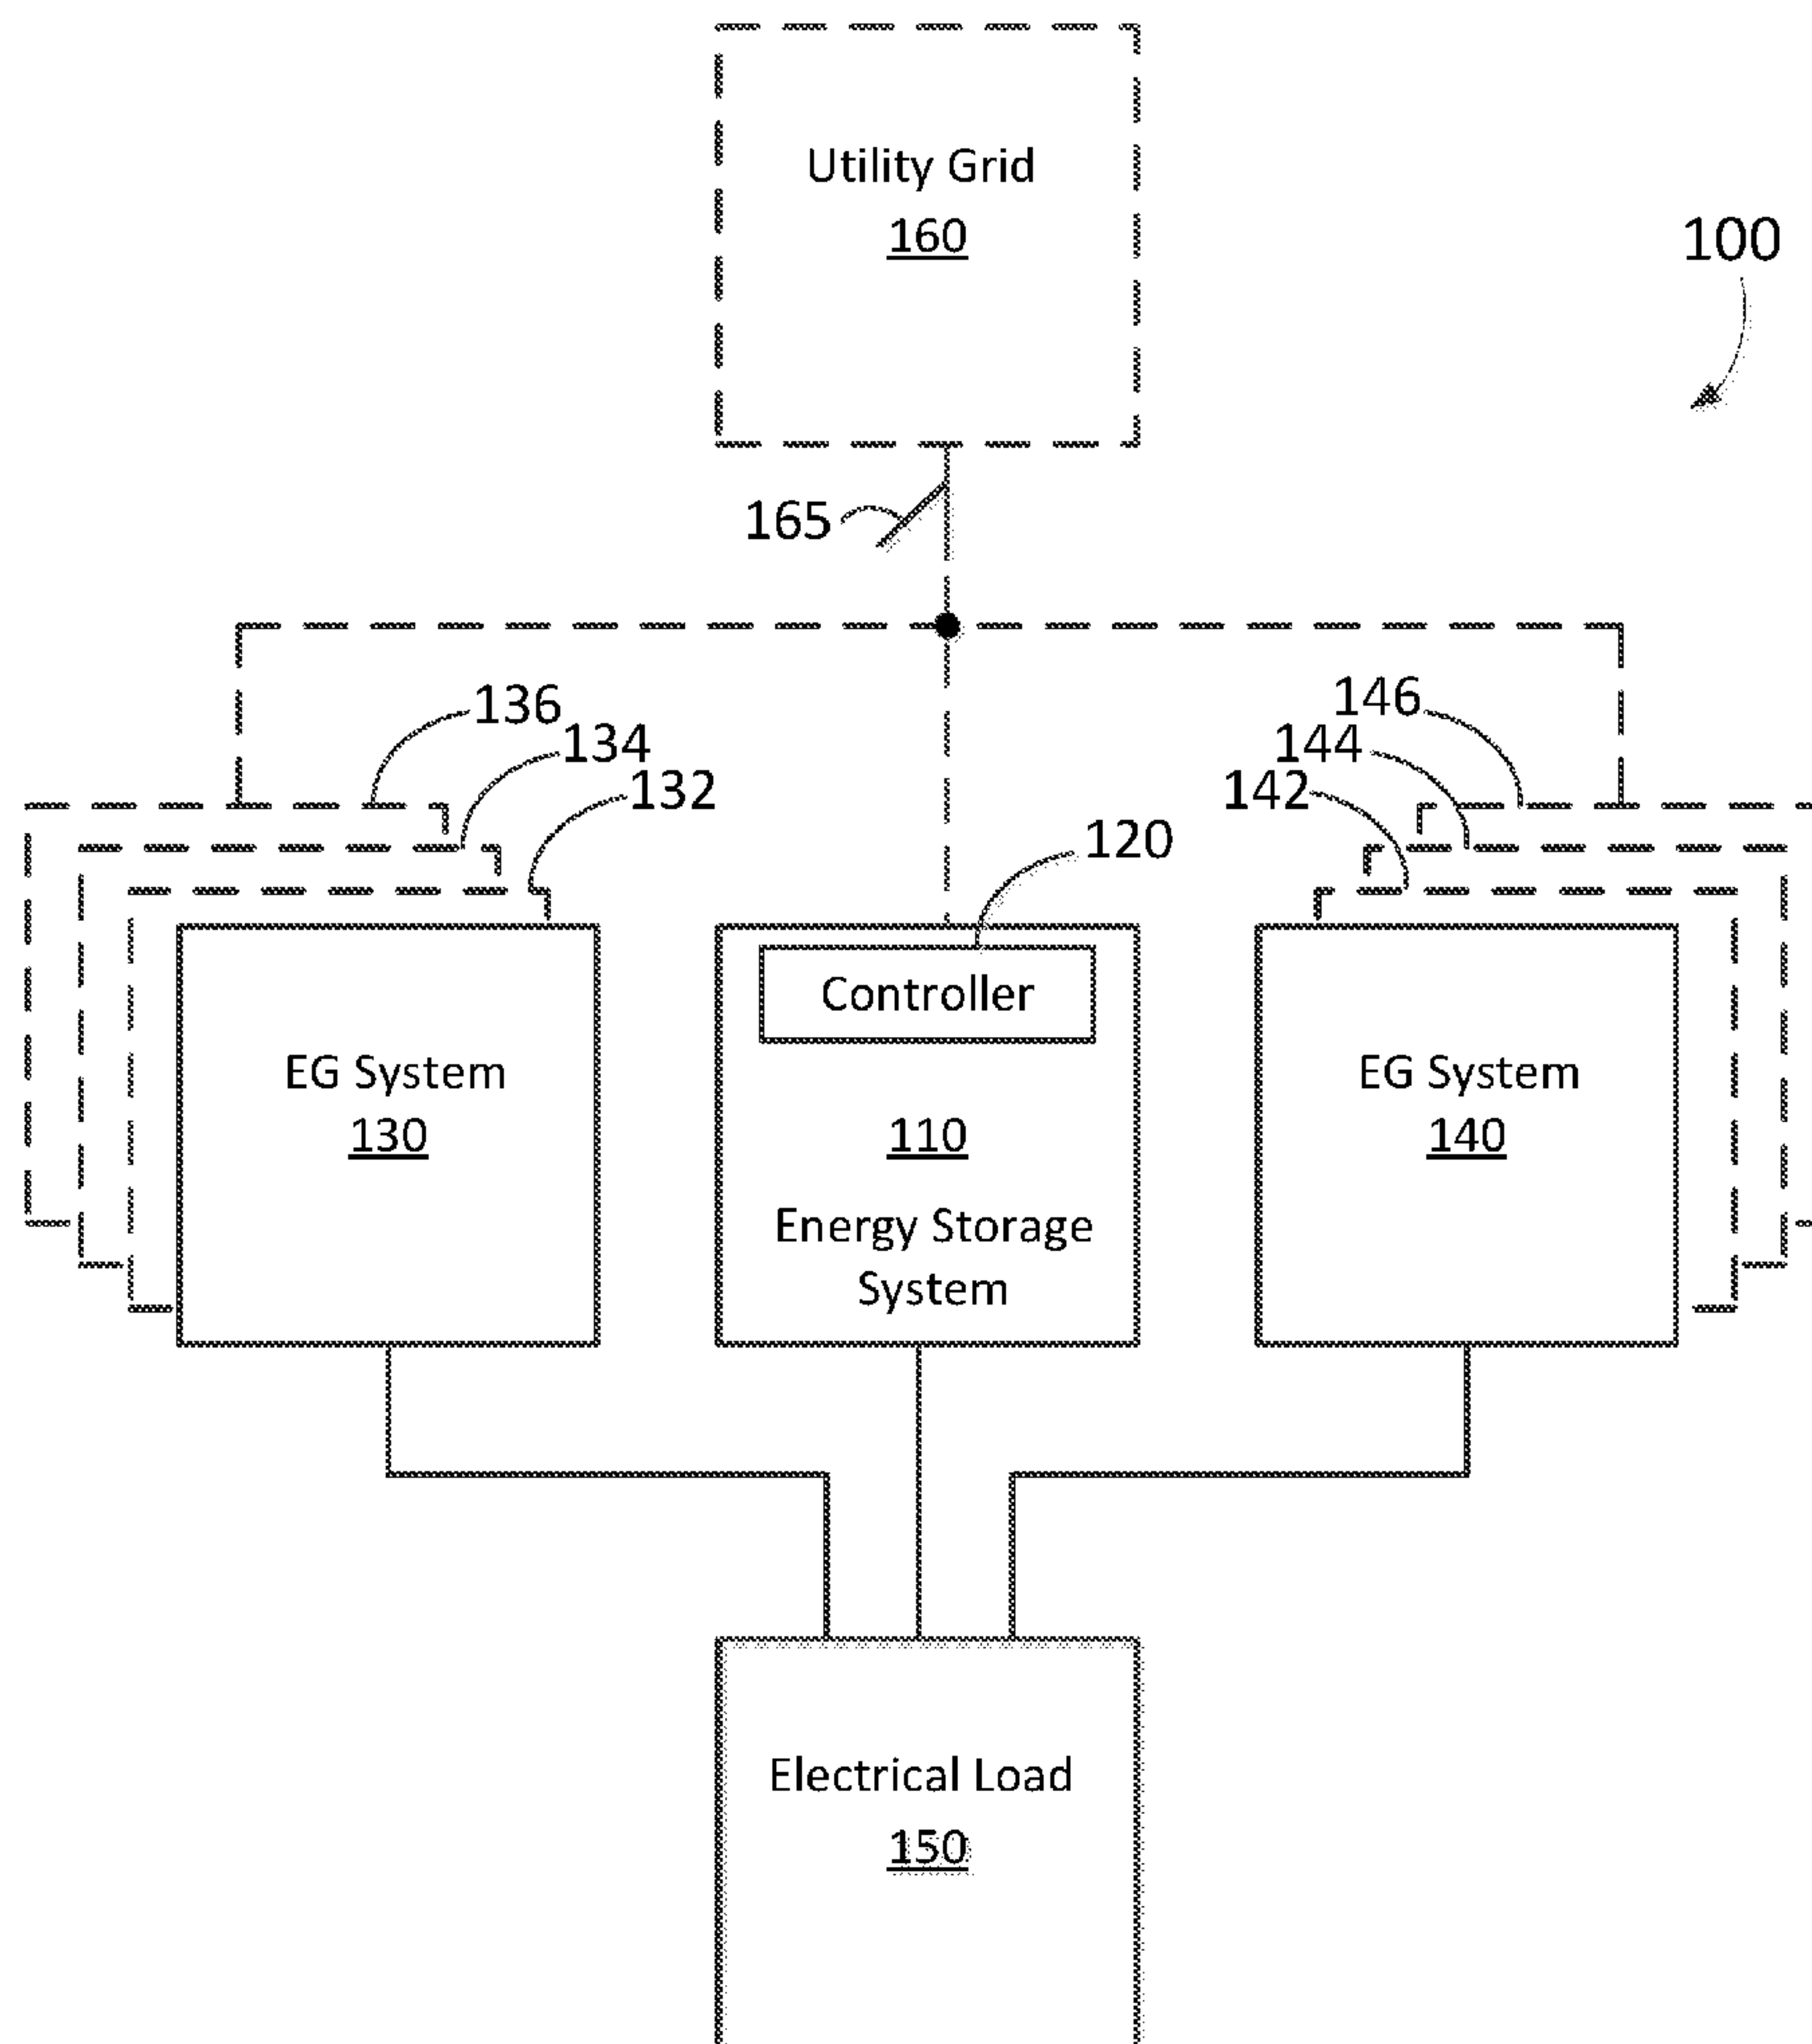 Utility Grid
160
100
165
136
134
132
146
144
142
120
Controller
EG System
130
110
Energy Storage
System
EG System
140
Electrical Load
150